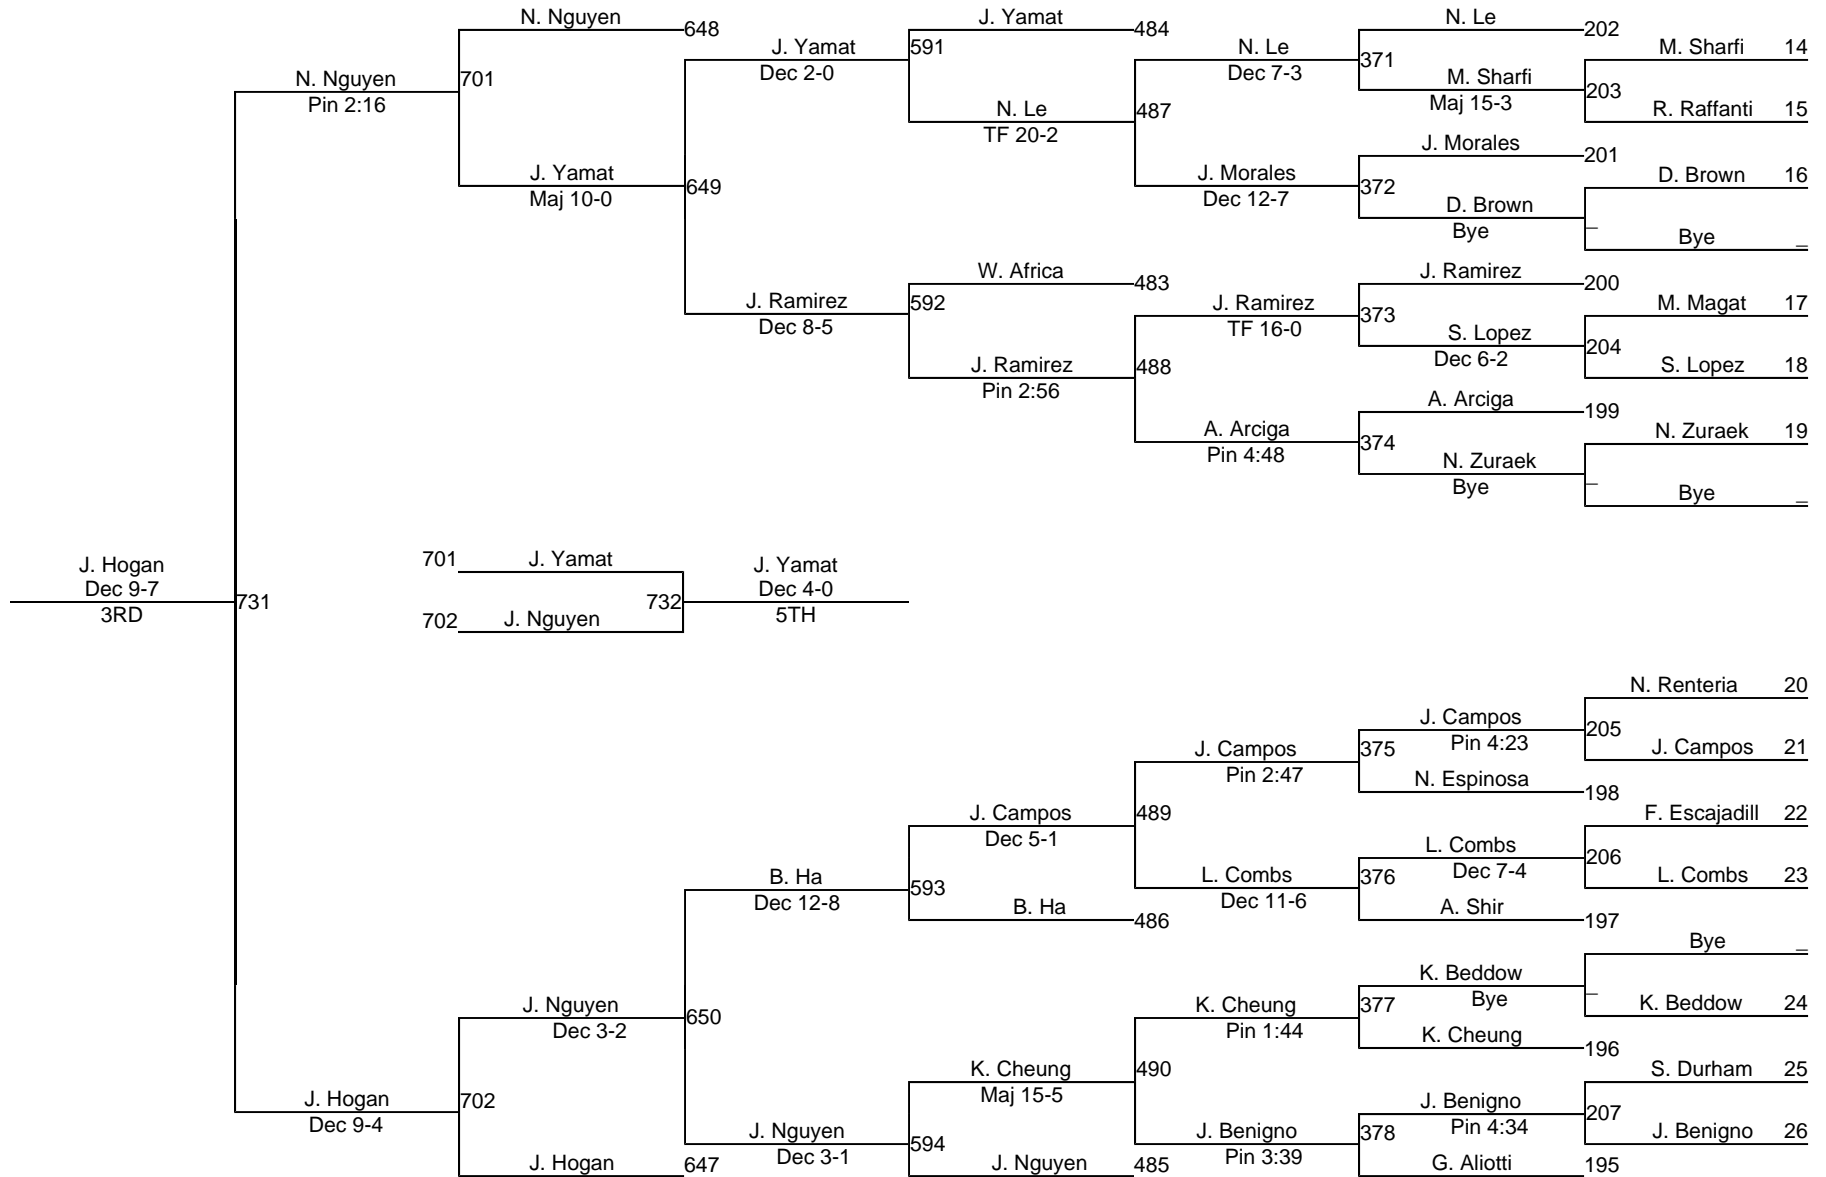 N. Nguyen
648
J. Yamat
484
N. Le
202
M. Sharfi 14
J. Yamat
591
N. Le
371
Dec 2-0
Dec 7-3
M. Sharfi
Maj 15-3
203
R. Raffanti 15
N. Nguyen
701
Pin 2:16
N. Le
487
TF 20-2
J. Morales
201
D. Brown 16
J. Yamat
649
Maj 10-0
J. Morales
372
Dec 12-7
D. Brown
Bye
_
Bye _
W. Africa
483
J. Ramirez
200
M. Magat 17
J. Ramirez
592
Dec 8-5
J. Ramirez
373
TF 16-0
S. Lopez
204
Dec 6-2
S. Lopez 18
J. Ramirez
488
Pin 2:56
A. Arciga
199
N. Zuraek 19
A. Arciga
374
Pin 4:48
N. Zuraek
Bye
_
Bye _
J. Hogan
Dec 9-7
731
3RD
701
J. Yamat
702
J. Nguyen
732
J. Yamat
Dec 4-0
5TH
N. Renteria 20
J. Campos
205
Pin 4:23
J. Campos 21
J. Campos
375
Pin 2:47
N. Espinosa
198
F. Escajadill 22
J. Campos
489
Dec 5-1
L. Combs
206
Dec 7-4
L. Combs 23
B. Ha
593
Dec 12-8
L. Combs
376
Dec 11-6
B. Ha
486
A. Shir
197
Bye _
K. Beddow
Bye
_
K. Beddow 24
J. Nguyen
650
Dec 3-2
K. Cheung
377
Pin 1:44
K. Cheung
196
S. Durham 25
K. Cheung
490
Maj 15-5
J. Hogan
702
Dec 9-4
J. Benigno
207
Pin 4:34
J. Benigno 26
J. Nguyen
594
Dec 3-1
J. Benigno
378
Pin 3:39
J. Hogan
647
J. Nguyen
485
G. Aliotti
195